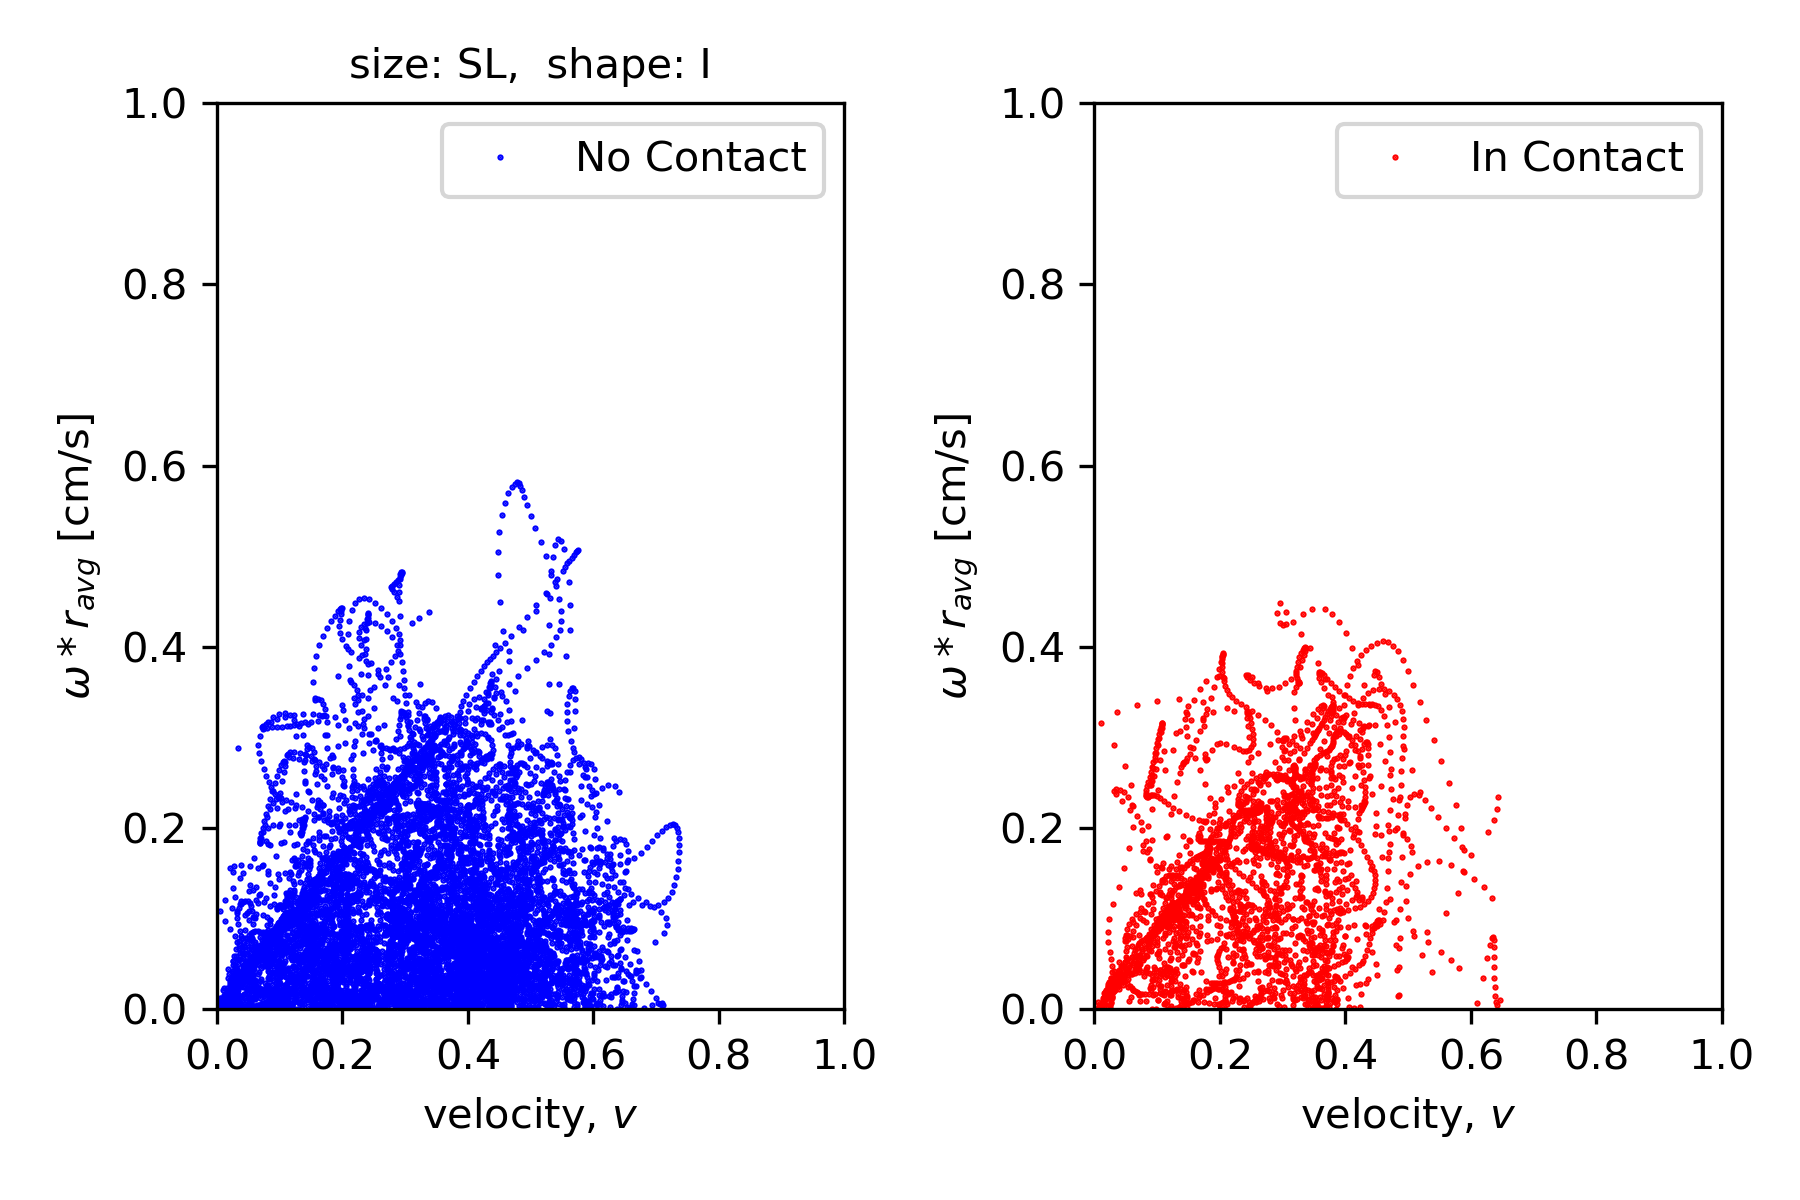 size: SL,  shape: I
No Contact
1.0
0.8
0.6
0.4
0.2
0.0
ω * r_avg [cm/s]
0.0 0.2 0.4 0.6 0.8 1.0
velocity, v
In Contact
1.0
0.8
0.6
0.4
0.2
0.0
ω * r_avg [cm/s]
0.0 0.2 0.4 0.6 0.8 1.0
velocity, v